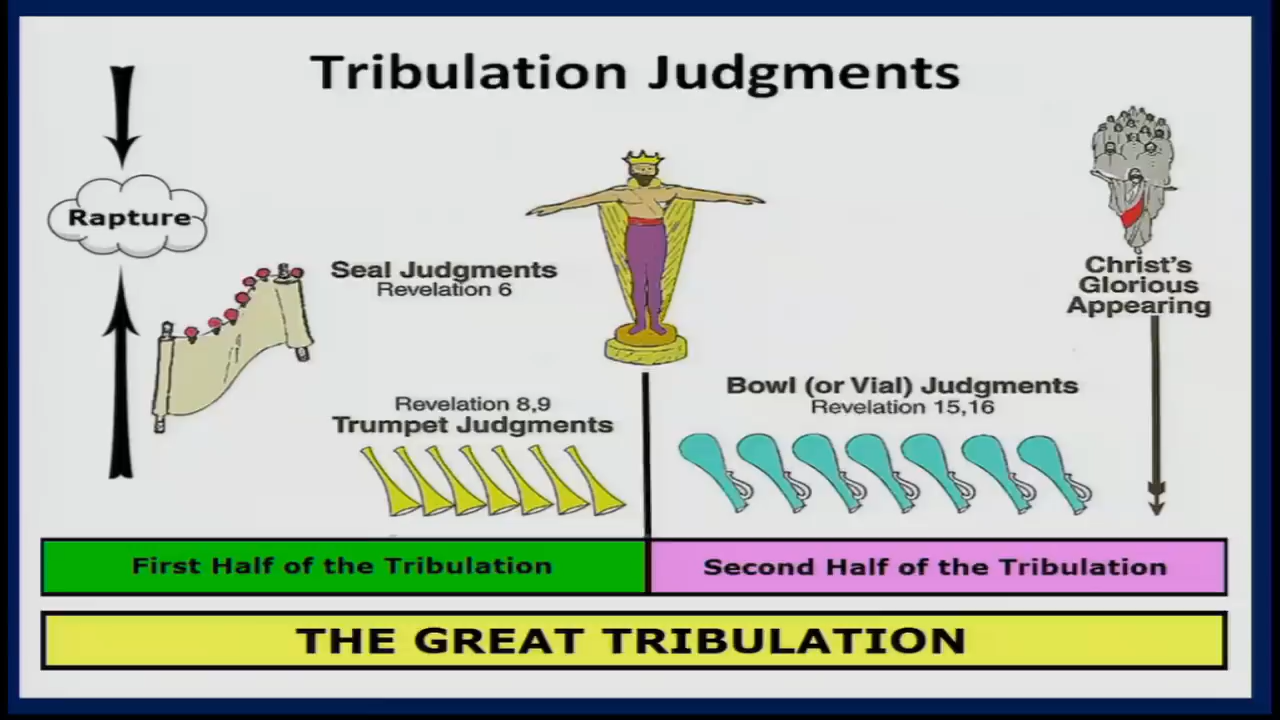 Tribulation Judgments
Rapture
Seal Judgments
Revelation 6
Christ's
Glorious
Appearing
Revelation 8,9
Trumpet Judgments
Bowl (or Vial) Judgments
Revelation 15,16
First Half of the Tribulation
Second Half of the Tribulation
THE GREAT TRIBULATION